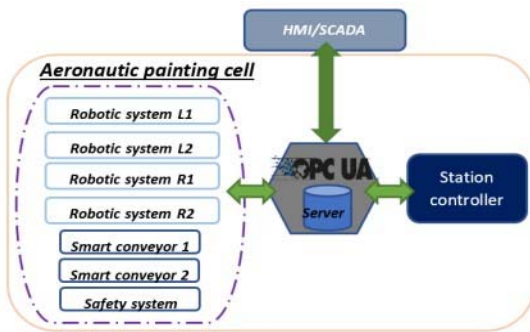 HMI/SCADA
Aeronautic painting cell
Robotic system L1
Robotic system L2
Robotic system R1
Robotic system R2
Smart conveyor 1
Smart conveyor 2
Safety system
OPC UA
Server
Station
controller